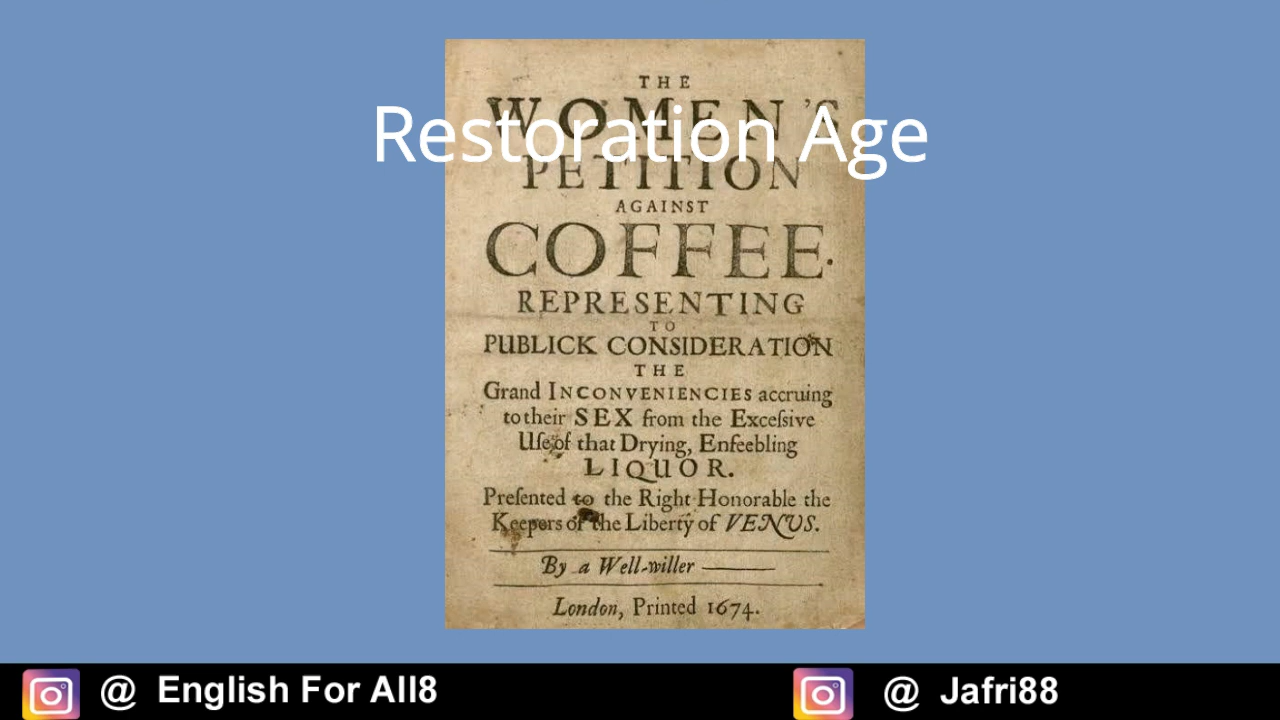 THE
WOMEN'S
Restoration Age
PETITION
AGAINST
COFFEE.
REPRESENTING
TO
PUBLICK CONSIDERATION
THE
Grand INCONVENIENCIES accruing
to their SEX from the Exceſsive
Uſe of that Drying, Enfeebling
LIQUOR.
Preſented to the Right Honorable the
Keepers of the Liberty of VENUS.
By a Well-willer
London, Printed 1674.
@ English For All8
@ Jafri88